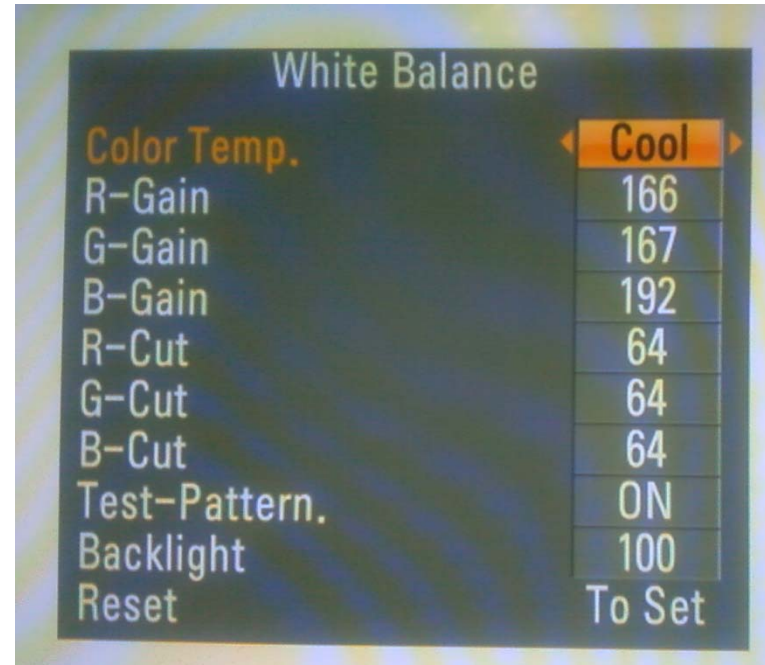 White Balance
Color Temp. Cool
R-Gain 166
G-Gain 167
B-Gain 192
R-Cut 64
G-Cut 64
B-Cut 64
Test-Pattern. ON
Backlight 100
Reset To Set